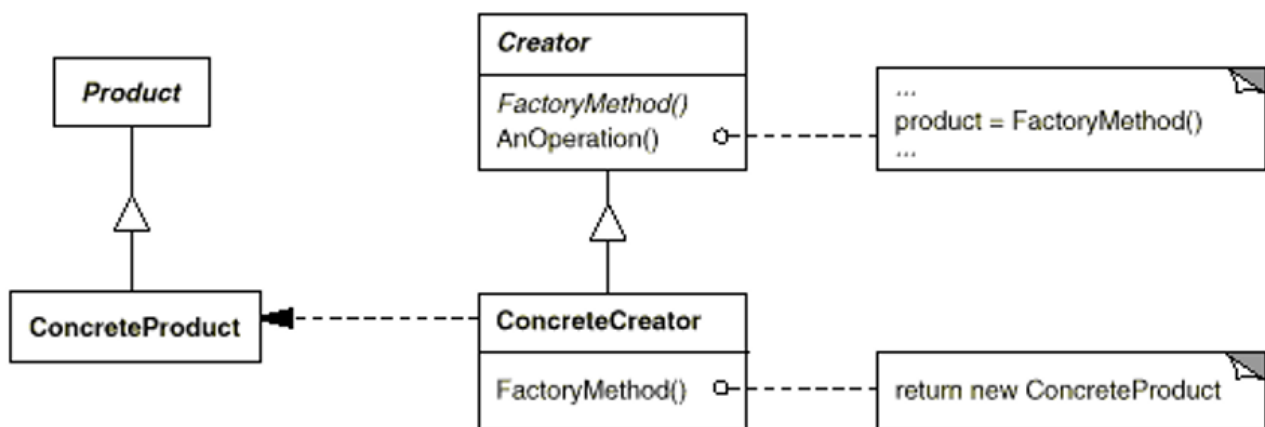 Product
ConcreteProduct
Creator
FactoryMethod()
AnOperation()
...
product = FactoryMethod()
...
ConcreteCreator
FactoryMethod()
return new ConcreteProduct